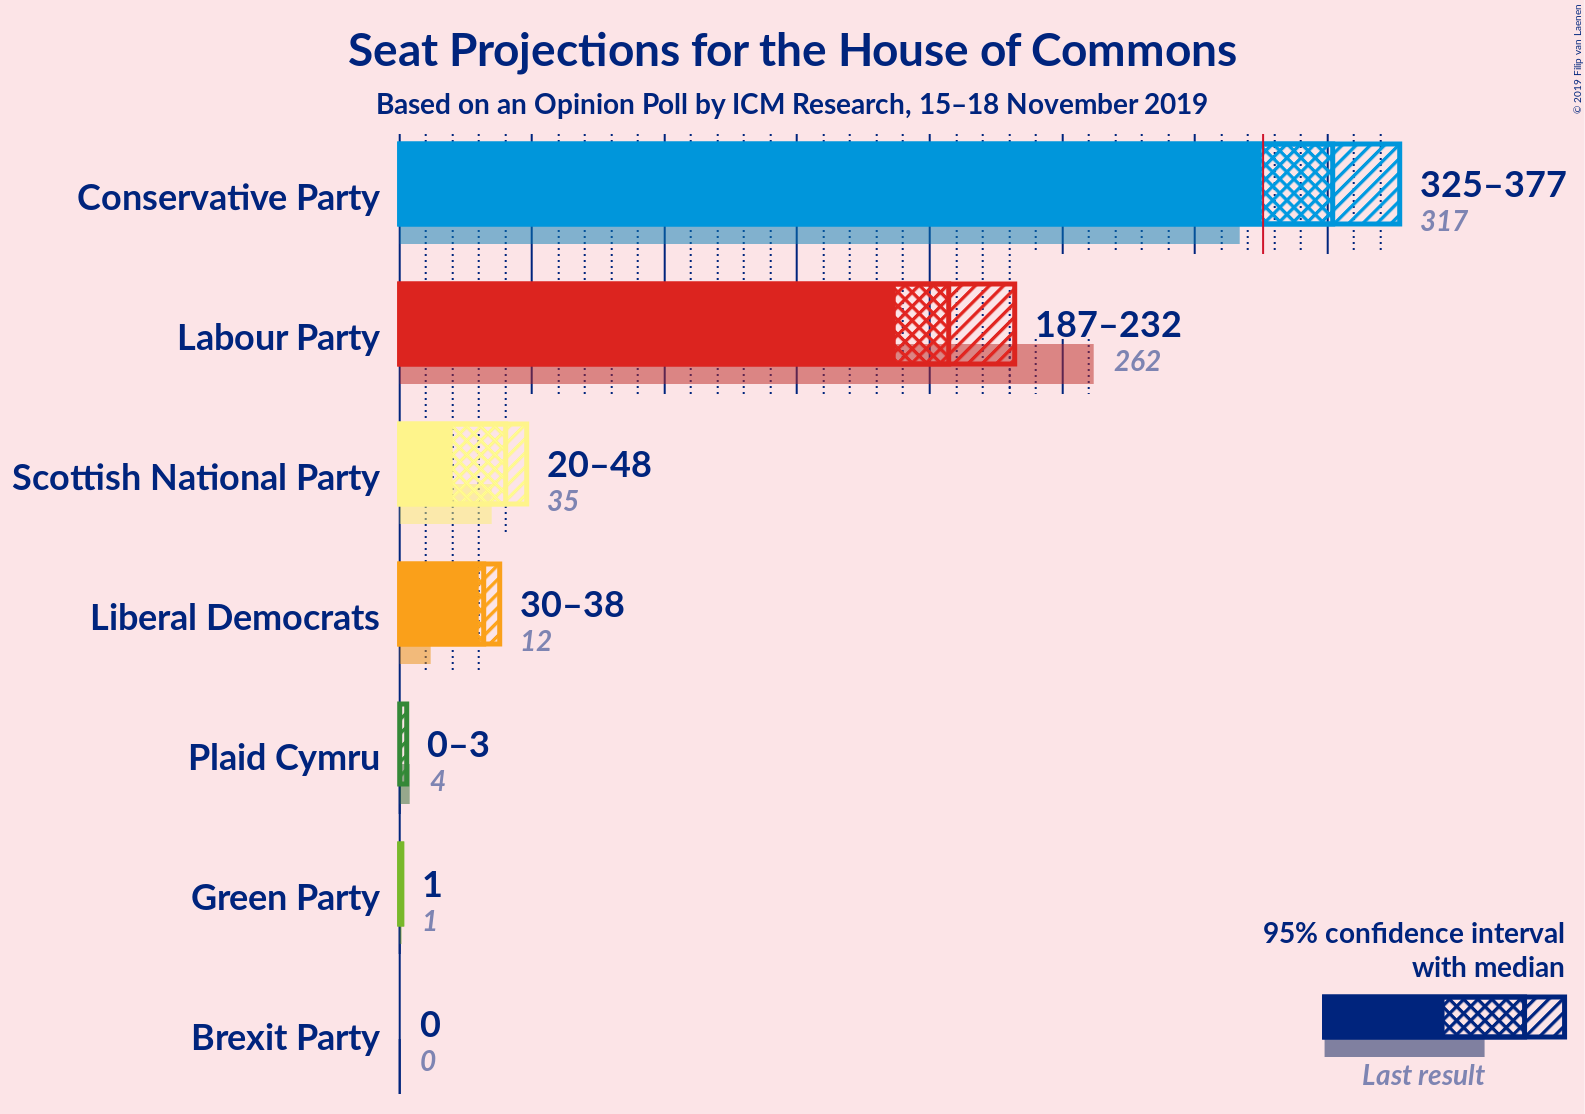 Seat Projections for the House of Commons
Based on an Opinion Poll by ICM Research, 15–18 November 2019
© 2019 Filip van Laenen
Conservative Party
325–377
317
Labour Party
187–232
262
Scottish National Party
20–48
35
Liberal Democrats
30–38
12
Plaid Cymru
0–3
4
Green Party
1
1
Brexit Party
0
0
95% confidence interval
with median
Last result